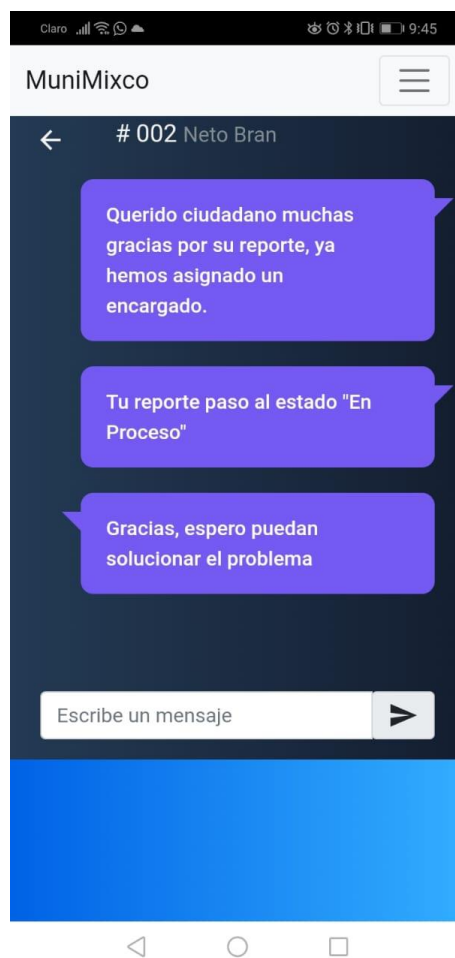 Claro 9:45
MuniMixco
# 002 Neto Bran
Querido ciudadano muchas
gracias por su reporte, ya
hemos asignado un
encargado.
Tu reporte paso al estado "En
Proceso"
Gracias, espero puedan
solucionar el problema
Escribe un mensaje